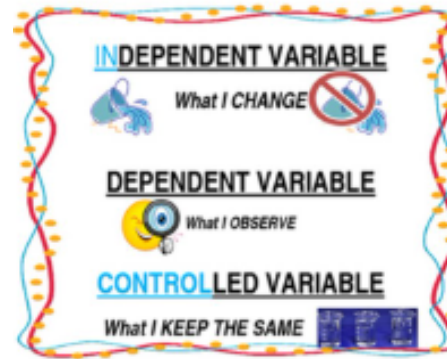 INDEPENDENT VARIABLE
What I CHANGE
DEPENDENT VARIABLE
What I OBSERVE
CONTROLLED VARIABLE
What I KEEP THE SAME